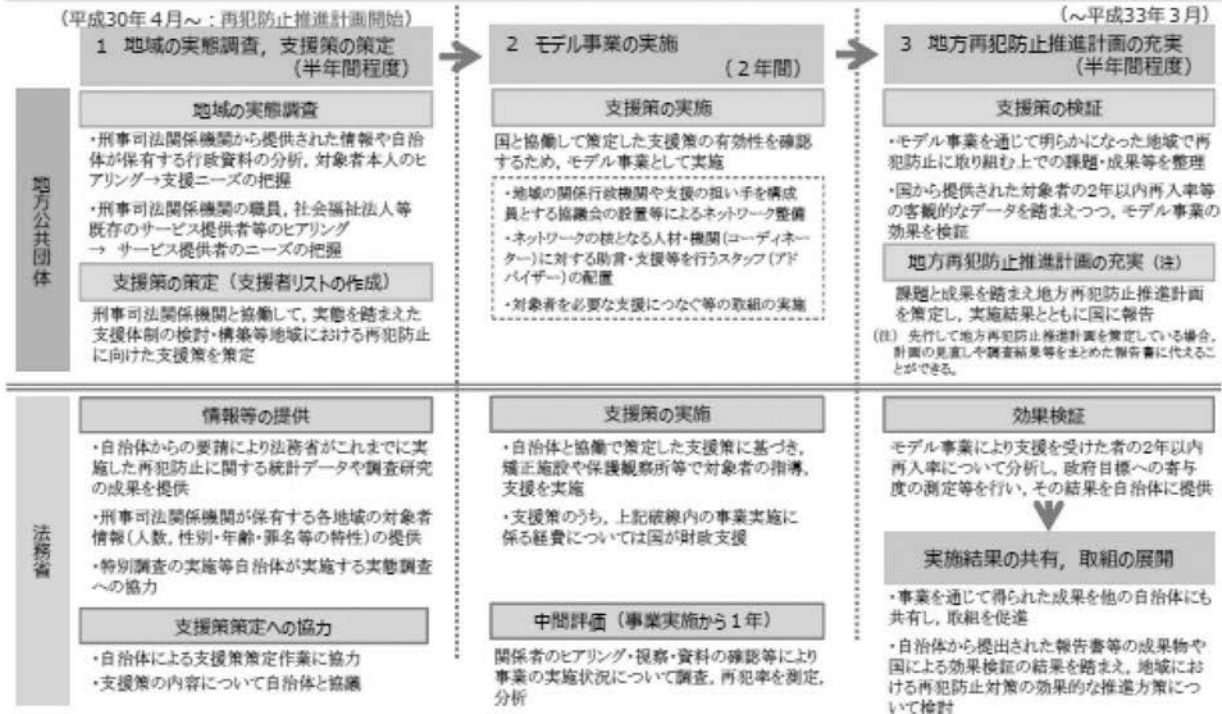 (平成30年4月～：再犯防止推進計画開始)
(～平成33年3月)
1 地域の実態調査，支援策の策定
(半年間程度)
2 モデル事業の実施
(2年間)
3 地方再犯防止推進計画の充実
(半年間程度)
地方公共団体
地域の実態調査
・刑事司法関係機関から提供された情報や自治
体が保有する行政資料の分析，対象者本人のヒ
アリング→支援ニーズの把握
・刑事司法関係機関の職員，社会福祉法人等
既存のサービス提供者等のヒアリング
→ サービス提供者のニーズの把握
支援策の策定（支援者リストの作成）
刑事司法関係機関と協働して，実態を踏まえた
支援体制の検討・構築等地域における再犯防止
に向けた支援策を策定
支援策の実施
国と協働して策定した支援策の有効性を確認
するため，モデル事業として実施
・地域の関係行政機関や支援の担い手を構成
員とする協議会の設置等によるネットワーク整備
・ネットワークの核となる人材・機関(コーディネー
ター)に対する助言・支援等を行うスタッフ(アド
バイザー)の配置
・対象者を必要な支援につなぐ等の取組の実施
支援策の検証
・モデル事業を通じて明らかになった地域で再
犯防止に取り組む上での課題・成果等を整理
・国から提供された対象者の2年以内再入率等
の客観的なデータを踏まえつつ，モデル事業の
効果を検証
地方再犯防止推進計画の充実（注）
課題と成果を踏まえ地方再犯防止推進計画
を策定し，実施結果とともに国に報告
(注) 先行して地方再犯防止推進計画を策定している場合，
計画の見直しや調査結果等をまとめた報告書に代えるこ
とができる。
法務省
情報等の提供
・自治体からの要請により法務省がこれまでに実
施した再犯防止に関する統計データや調査研究
の成果を提供
・刑事司法関係機関が保有する各地域の対象者
情報(人数，性別・年齢・罪名等の特性)の提供
・特別調査の実施等自治体が実施する実態調査
への協力
支援策策定への協力
・自治体による支援策策定作業に協力
・支援策の内容について自治体と協議
支援策の実施
・自治体と協働で策定した支援策に基づき，
矯正施設や保護観察所等で対象者の指導，
支援を実施
・支援策のうち，上記破線内の事業実施に
係る経費については国が財政支援
中間評価（事業実施から1年）
関係者のヒアリング・視察・資料の確認等により
事業の実施状況について調査，再犯率を測定，
分析
効果検証
モデル事業により支援を受けた者の2年以内
再入率について分析し，政府目標への寄与
度の測定等を行い，その結果を自治体に提供
実施結果の共有，取組の展開
・事業を通じて得られた成果を他の自治体にも
共有し，取組を促進
・自治体から提出された報告書等の成果物や
国による効果検証の結果を踏まえ，地域にお
ける再犯防止対策の効果的な推進方策につ
いて検討